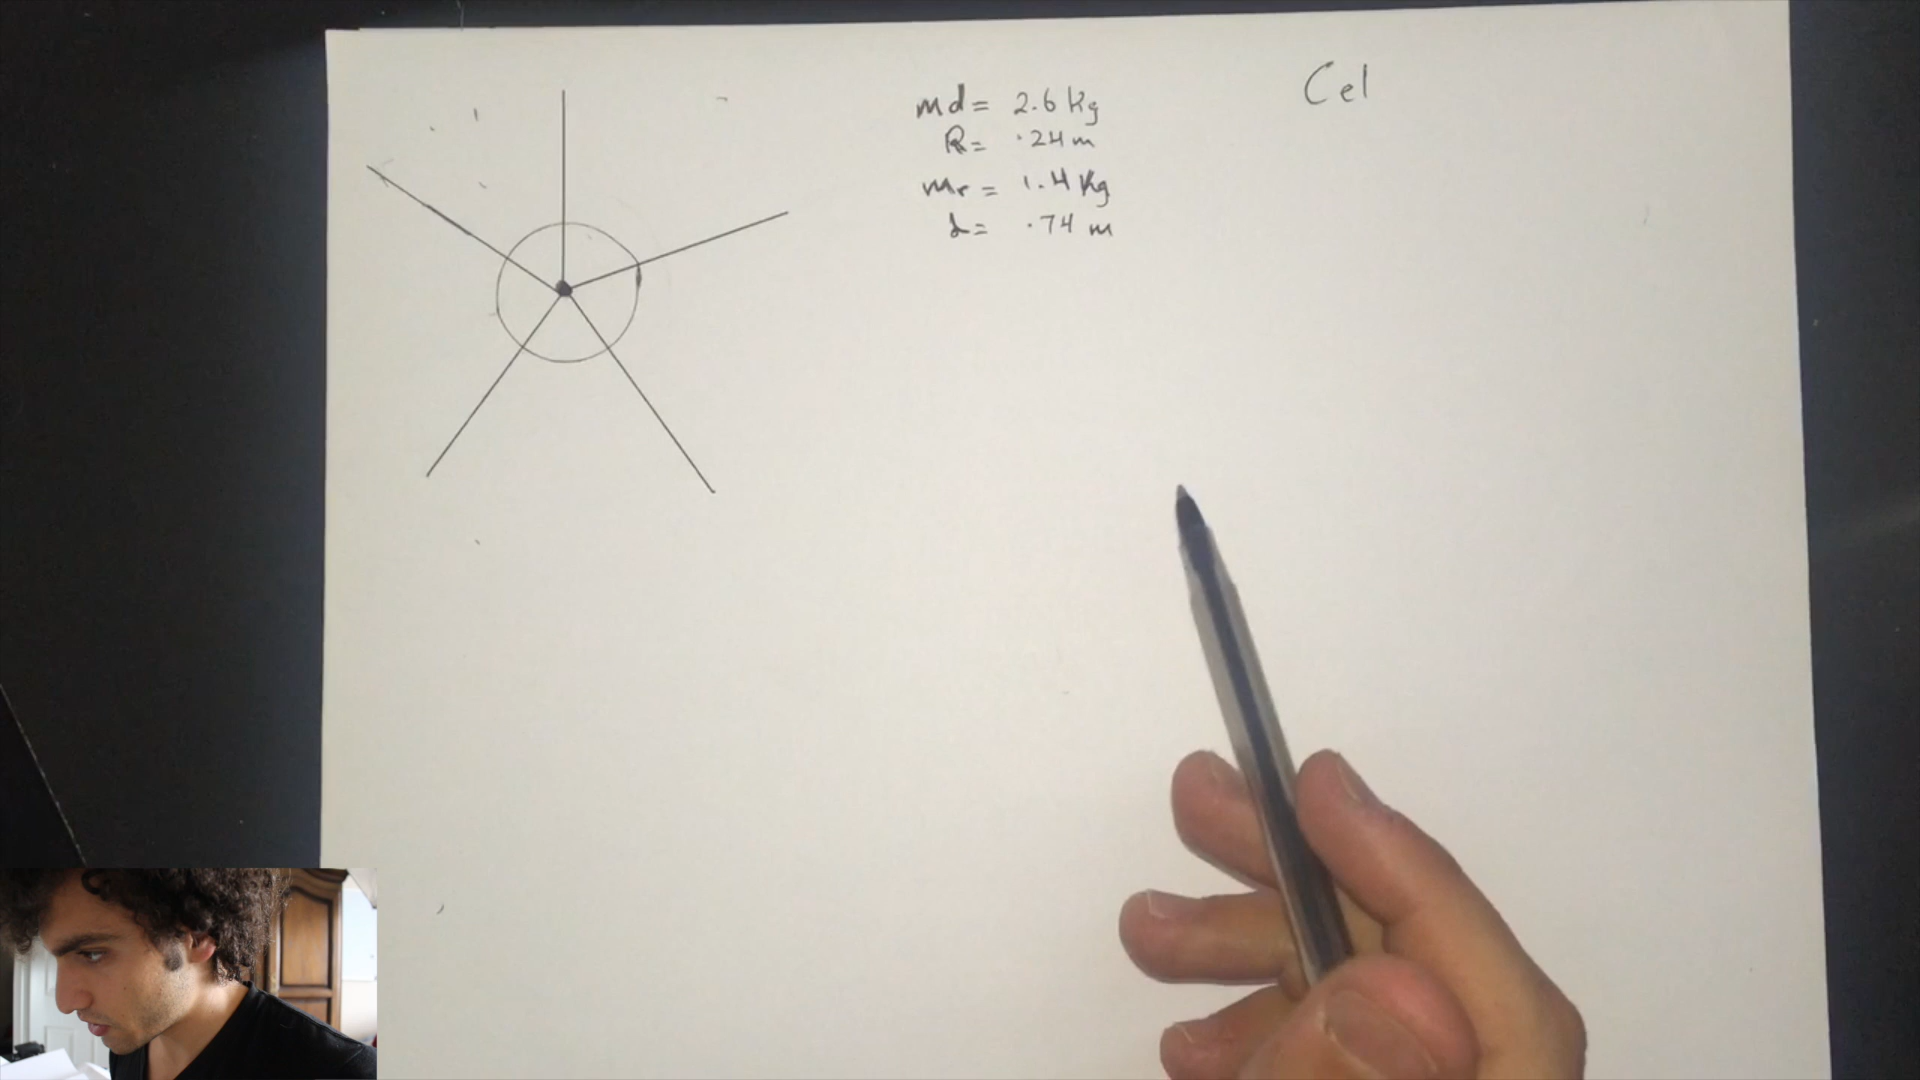 md = 2.6 kg
R = .24 m
mr = 1.4 kg
L = .74 m
Cel